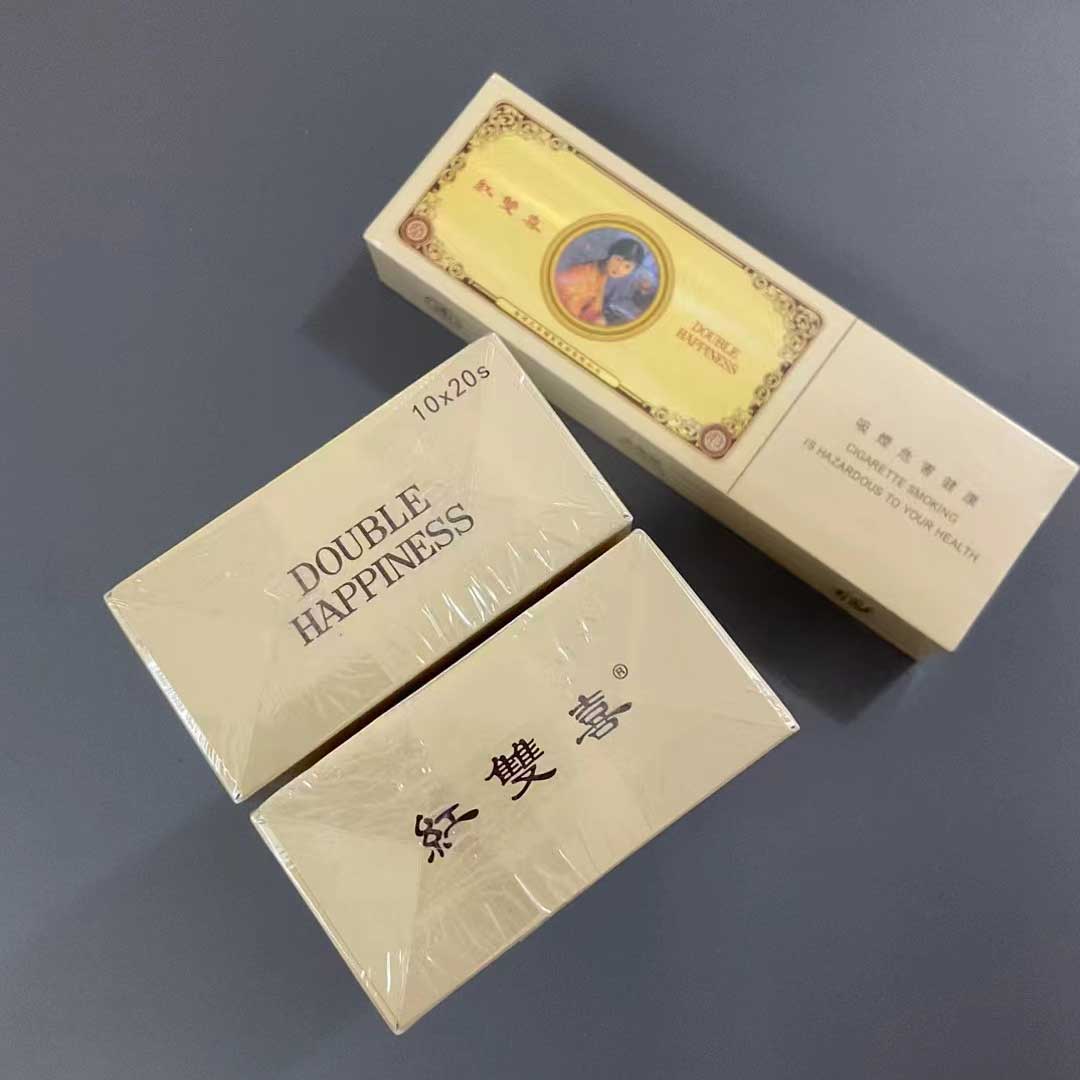 紅雙喜
DOUBLE
HAPPINESS
吸煙危害健康
CIGARETTE SMOKING
IS HAZARDOUS TO YOUR HEALTH
10x20s
DOUBLE
HAPPINESS
紅雙喜®